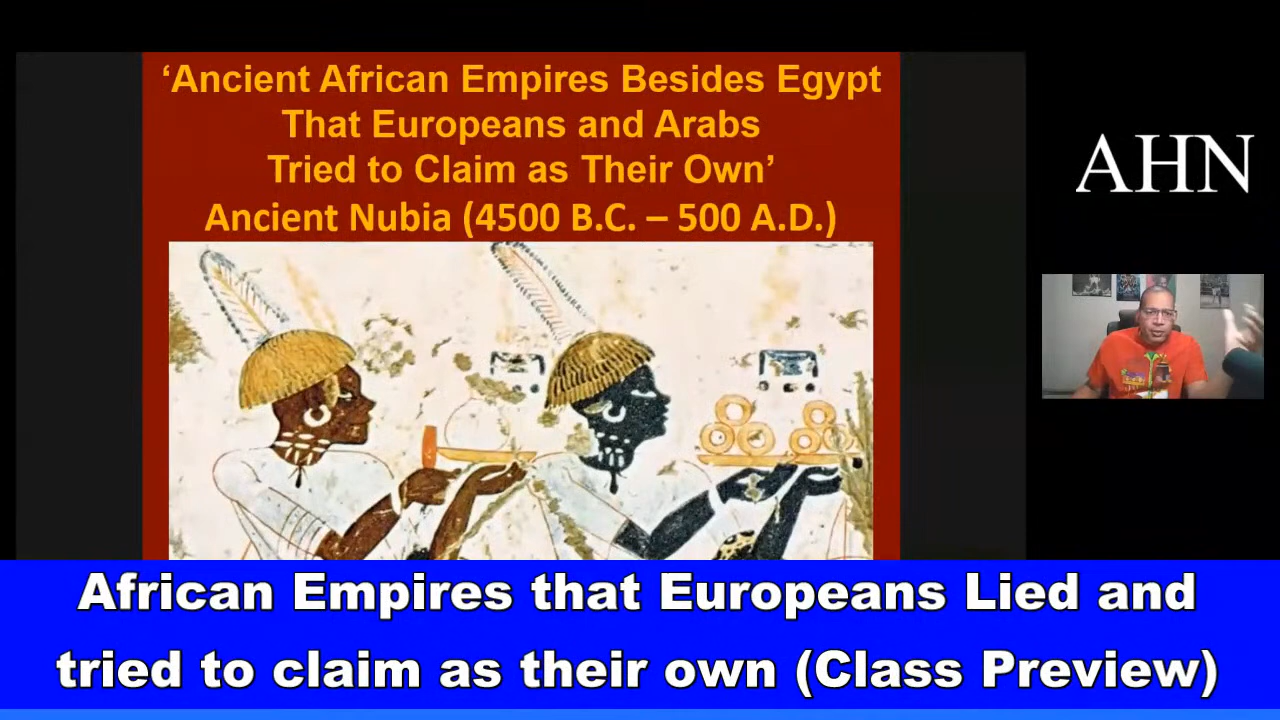 ‘Ancient African Empires Besides Egypt
That Europeans and Arabs
Tried to Claim as Their Own’
Ancient Nubia (4500 B.C. – 500 A.D.)
AHN
African Empires that Europeans Lied and
tried to claim as their own (Class Preview)